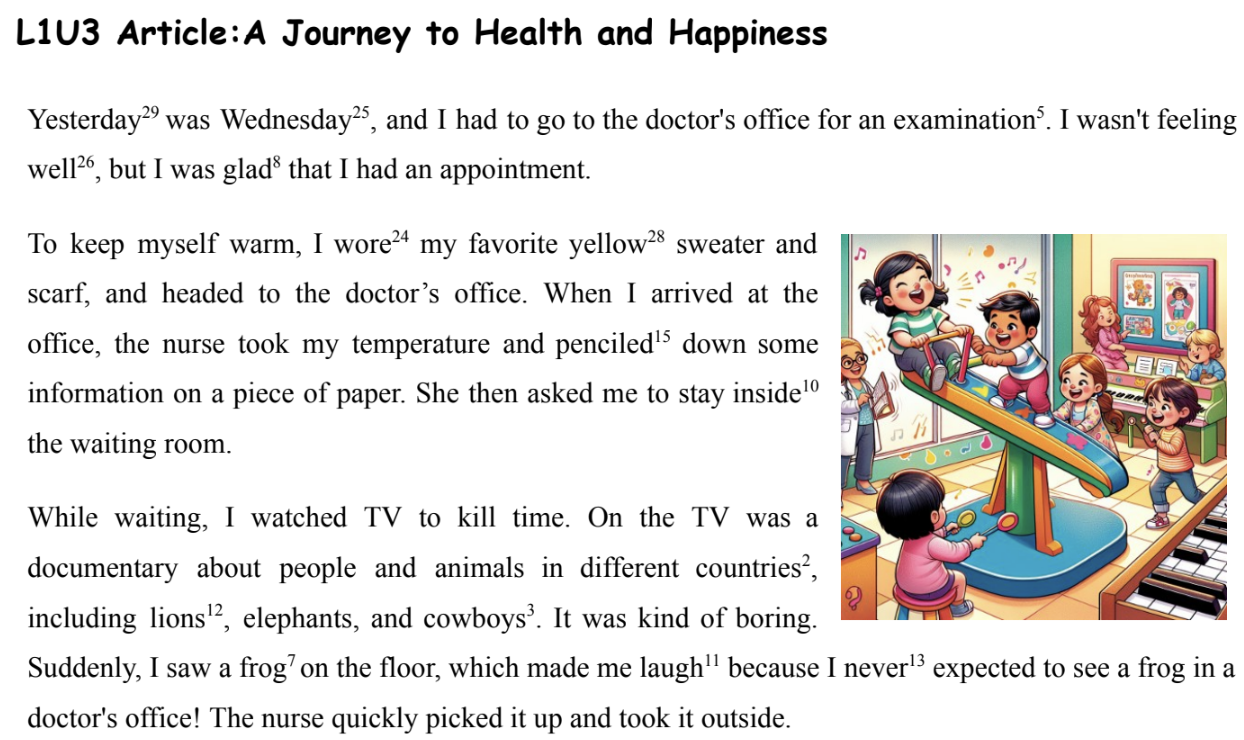 L1U3 Article:A Journey to Health and Happiness
Yesterday²⁹ was Wednesday²⁵, and I had to go to the doctor's office for an examination⁵. I wasn't feeling
well²⁶, but I was glad⁸ that I had an appointment.
To keep myself warm, I wore²⁴ my favorite yellow²⁸ sweater and
scarf, and headed to the doctor’s office. When I arrived at the
office, the nurse took my temperature and penciled¹⁵ down some
information on a piece of paper. She then asked me to stay inside¹⁰
the waiting room.
While waiting, I watched TV to kill time. On the TV was a
documentary about people and animals in different countries²,
including lions¹², elephants, and cowboys³. It was kind of boring.
Suddenly, I saw a frog⁷ on the floor, which made me laugh¹¹ because I never¹³ expected to see a frog in a
doctor's office! The nurse quickly picked it up and took it outside.